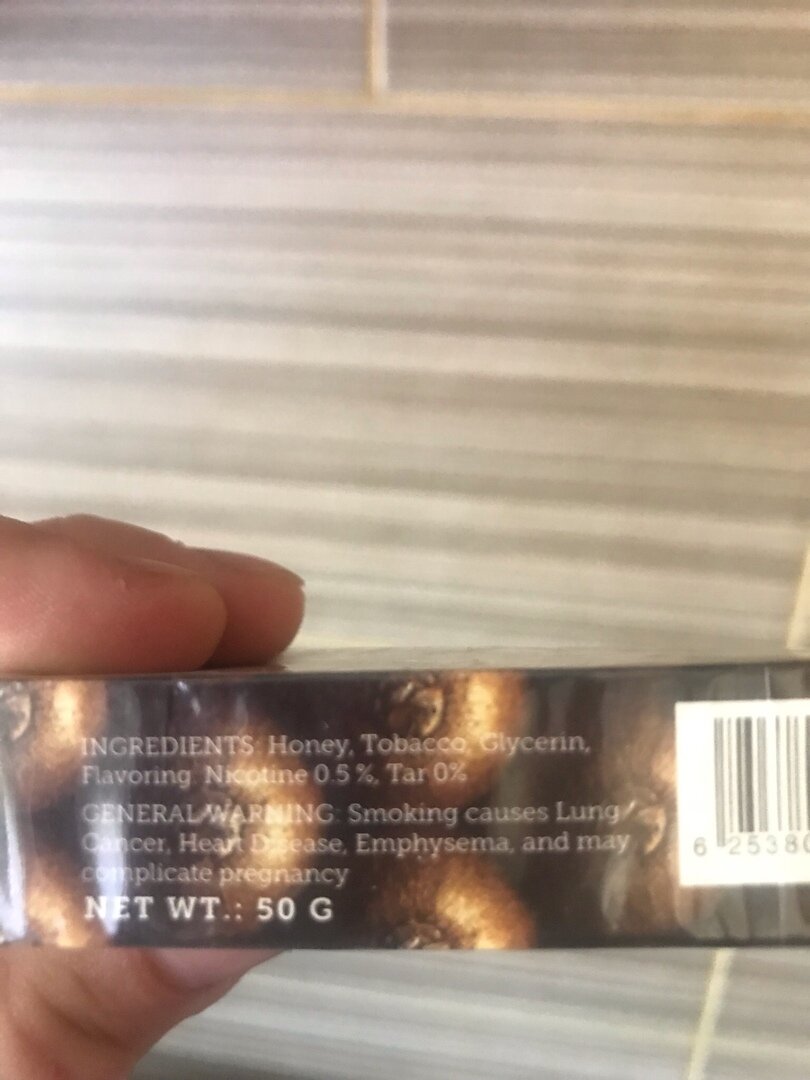 INGREDIENTS: Honey, Tobacco, Glycerin,
Flavoring. Nicotine 0.5 %, Tar 0%
GENERAL WARNING: Smoking causes Lung
Cancer, Heart Disease, Emphysema, and may
complicate pregnancy
NET WT.: 50 G
6 25380